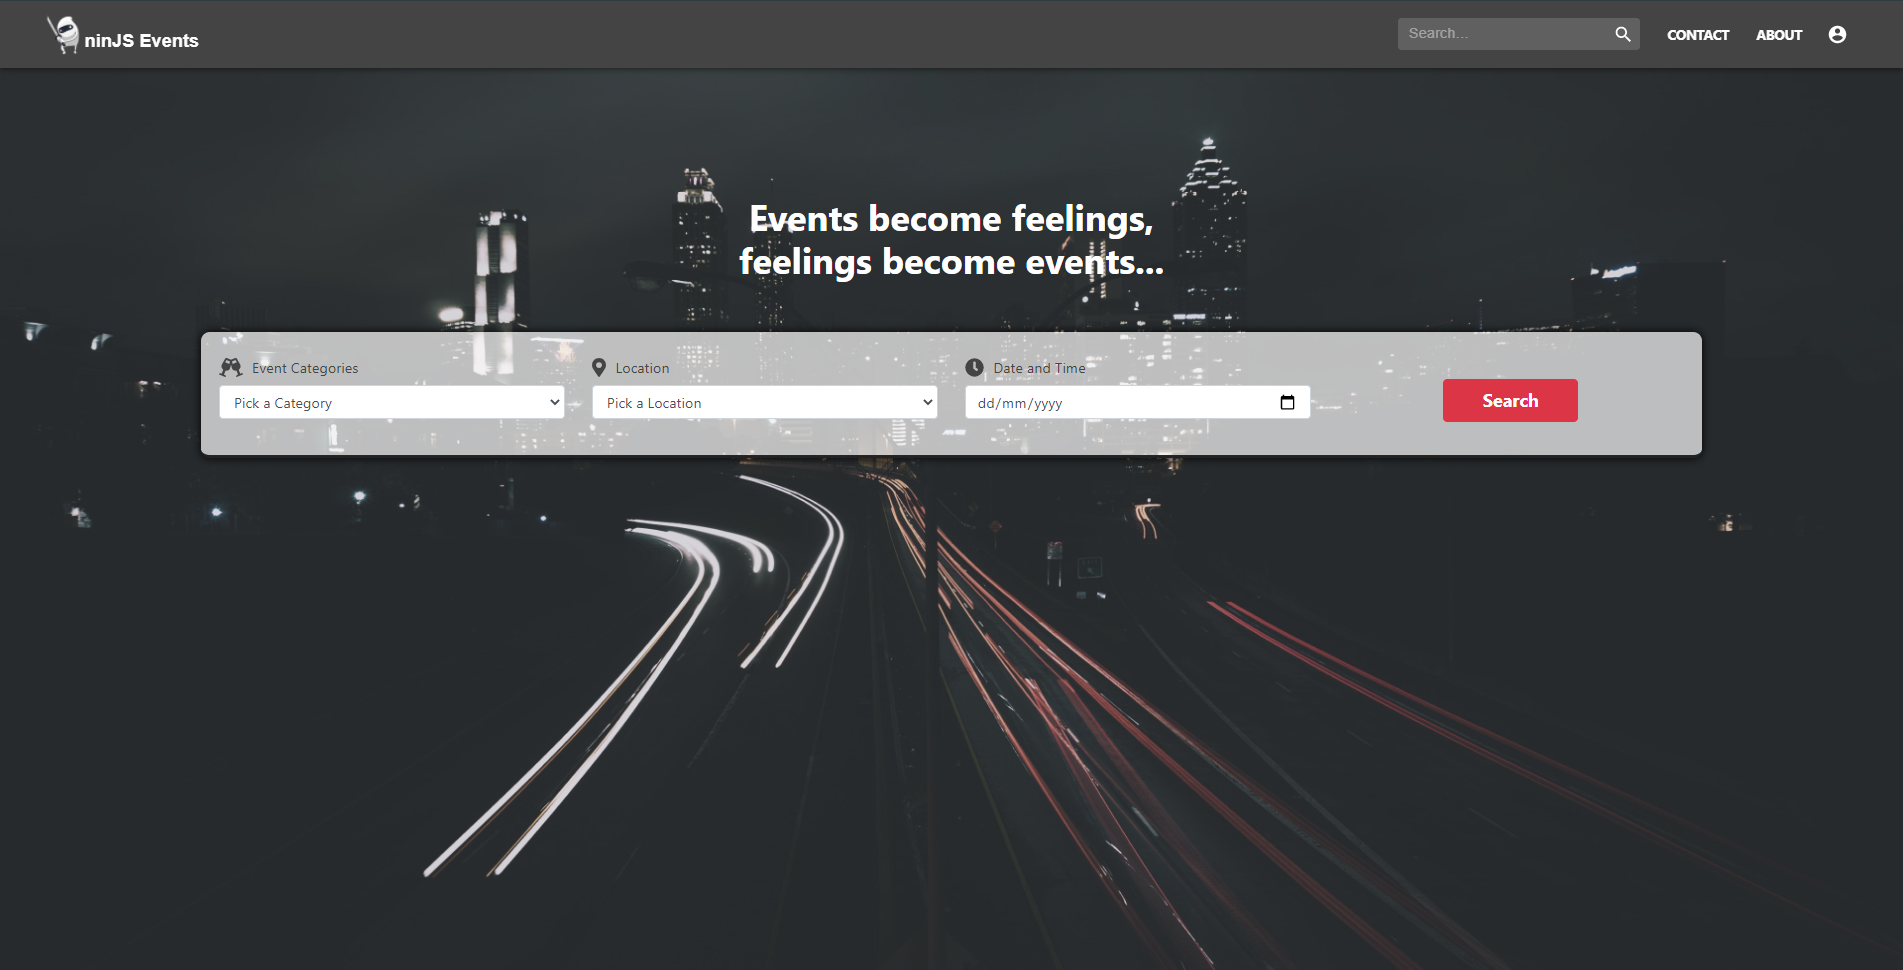 ninJS Events
Search...
CONTACT
ABOUT
Events become feelings,
feelings become events...
Event Categories
Pick a Category
Location
Pick a Location
Date and Time
dd/mm/yyyy
Search